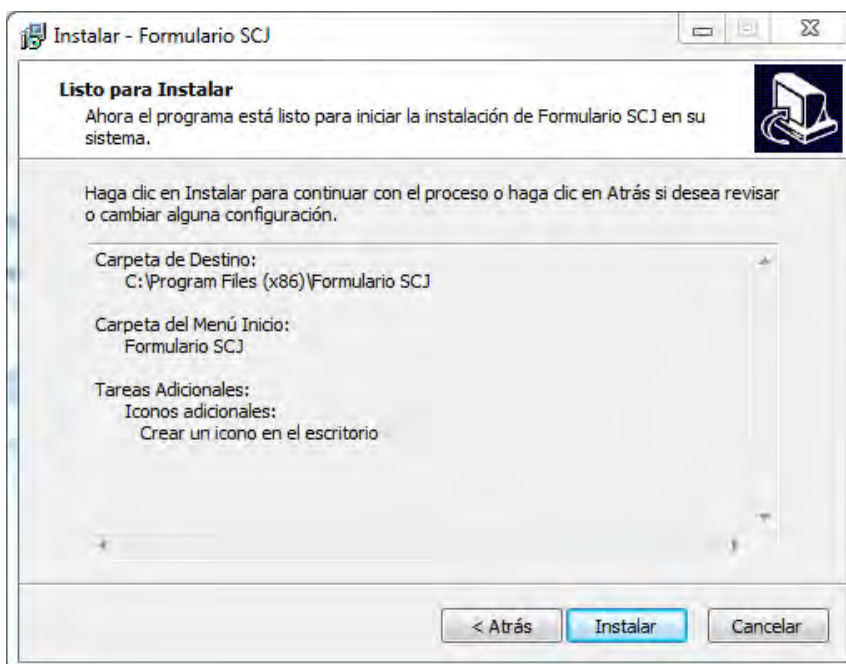 Instalar - Formulario SCJ
Listo para Instalar
Ahora el programa está listo para iniciar la instalación de Formulario SCJ en su
sistema.
Haga clic en Instalar para continuar con el proceso o haga clic en Atrás si desea revisar
o cambiar alguna configuración.
Carpeta de Destino:
C:\Program Files (x86)\Formulario SCJ
Carpeta del Menú Inicio:
Formulario SCJ
Tareas Adicionales:
Iconos adicionales:
Crear un icono en el escritorio
< Atrás
Instalar
Cancelar